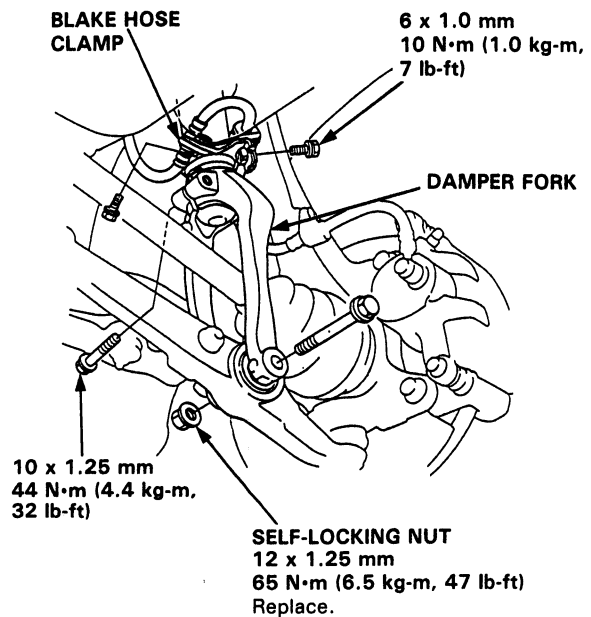 BLAKE HOSE
CLAMP
6 x 1.0 mm
10 N•m (1.0 kg-m,
7 lb-ft)
DAMPER FORK
10 x 1.25 mm
44 N•m (4.4 kg-m,
32 lb-ft)
SELF-LOCKING NUT
12 x 1.25 mm
65 N•m (6.5 kg-m, 47 lb-ft)
Replace.